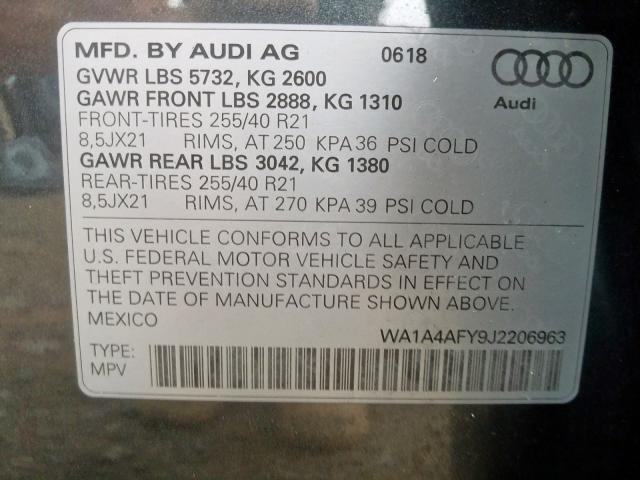 MFD. BY AUDI AG 0618
GVWR LBS 5732, KG 2600
GAWR FRONT LBS 2888, KG 1310
Audi
FRONT-TIRES 255/40 R21
8,5JX21 RIMS, AT 250 KPA 36 PSI COLD
GAWR REAR LBS 3042, KG 1380
REAR-TIRES 255/40 R21
8,5JX21 RIMS, AT 270 KPA 39 PSI COLD
THIS VEHICLE CONFORMS TO ALL APPLICABLE
U.S. FEDERAL MOTOR VEHICLE SAFETY AND
THEFT PREVENTION STANDARDS IN EFFECT ON
THE DATE OF MANUFACTURE SHOWN ABOVE.
MEXICO
WA1A4AFY9J2206963
TYPE:
MPV